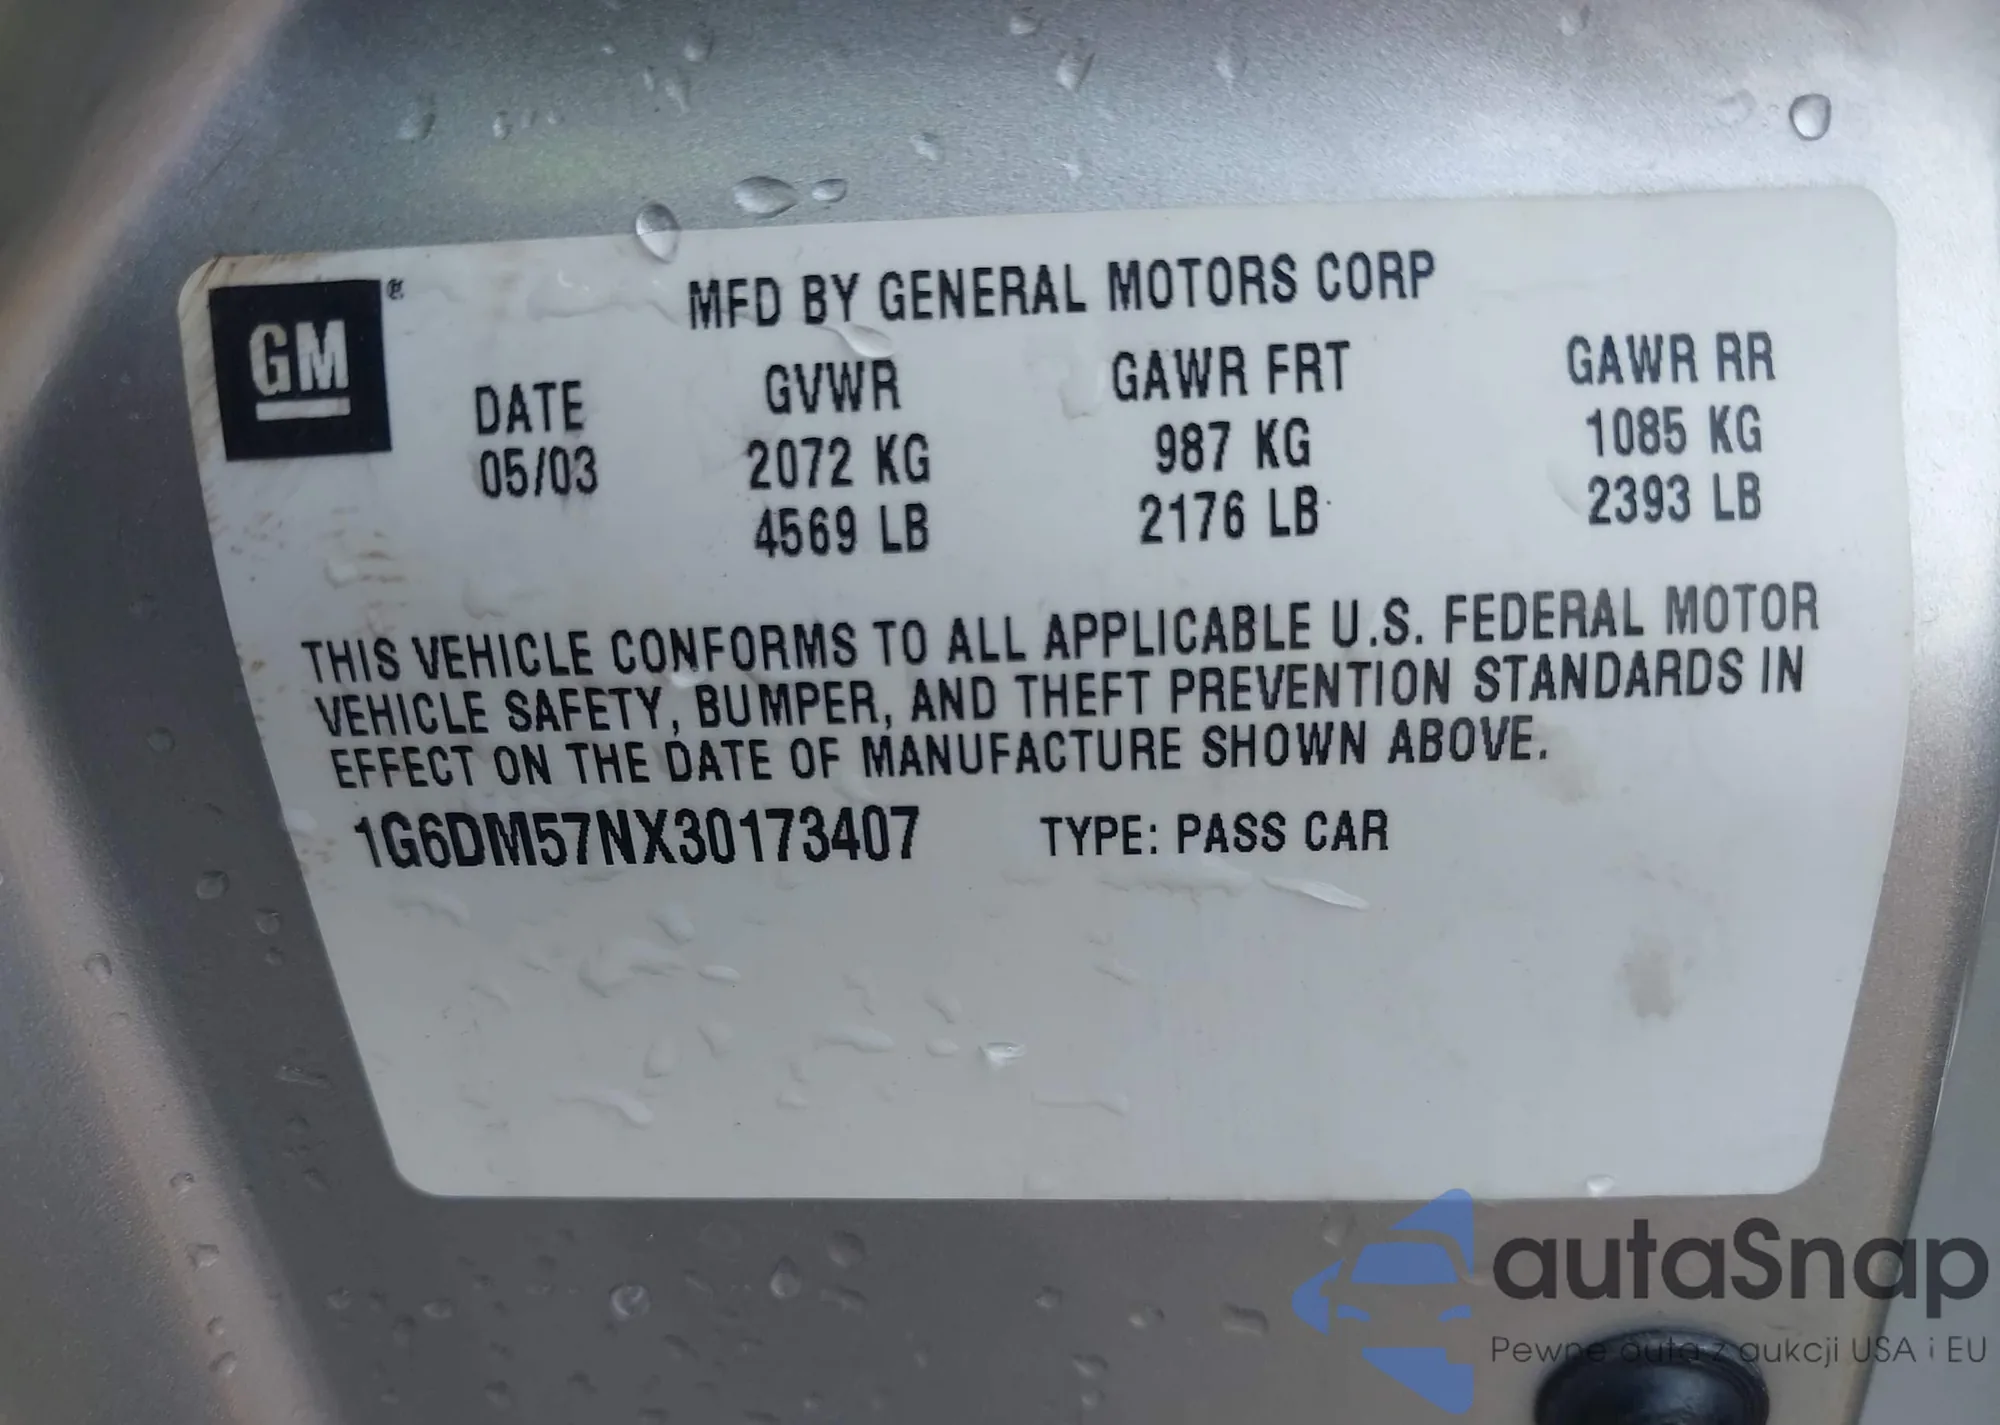 GM
MFD BY GENERAL MOTORS CORP
DATE GVWR GAWR FRT GAWR RR
05/03 2072 KG 987 KG 1085 KG
4569 LB 2176 LB 2393 LB
THIS VEHICLE CONFORMS TO ALL APPLICABLE U.S. FEDERAL MOTOR
VEHICLE SAFETY, BUMPER, AND THEFT PREVENTION STANDARDS IN
EFFECT ON THE DATE OF MANUFACTURE SHOWN ABOVE.
1G6DM57NX30173407 TYPE: PASS CAR
autaSnap
Pewne auta z aukcji USA i EU